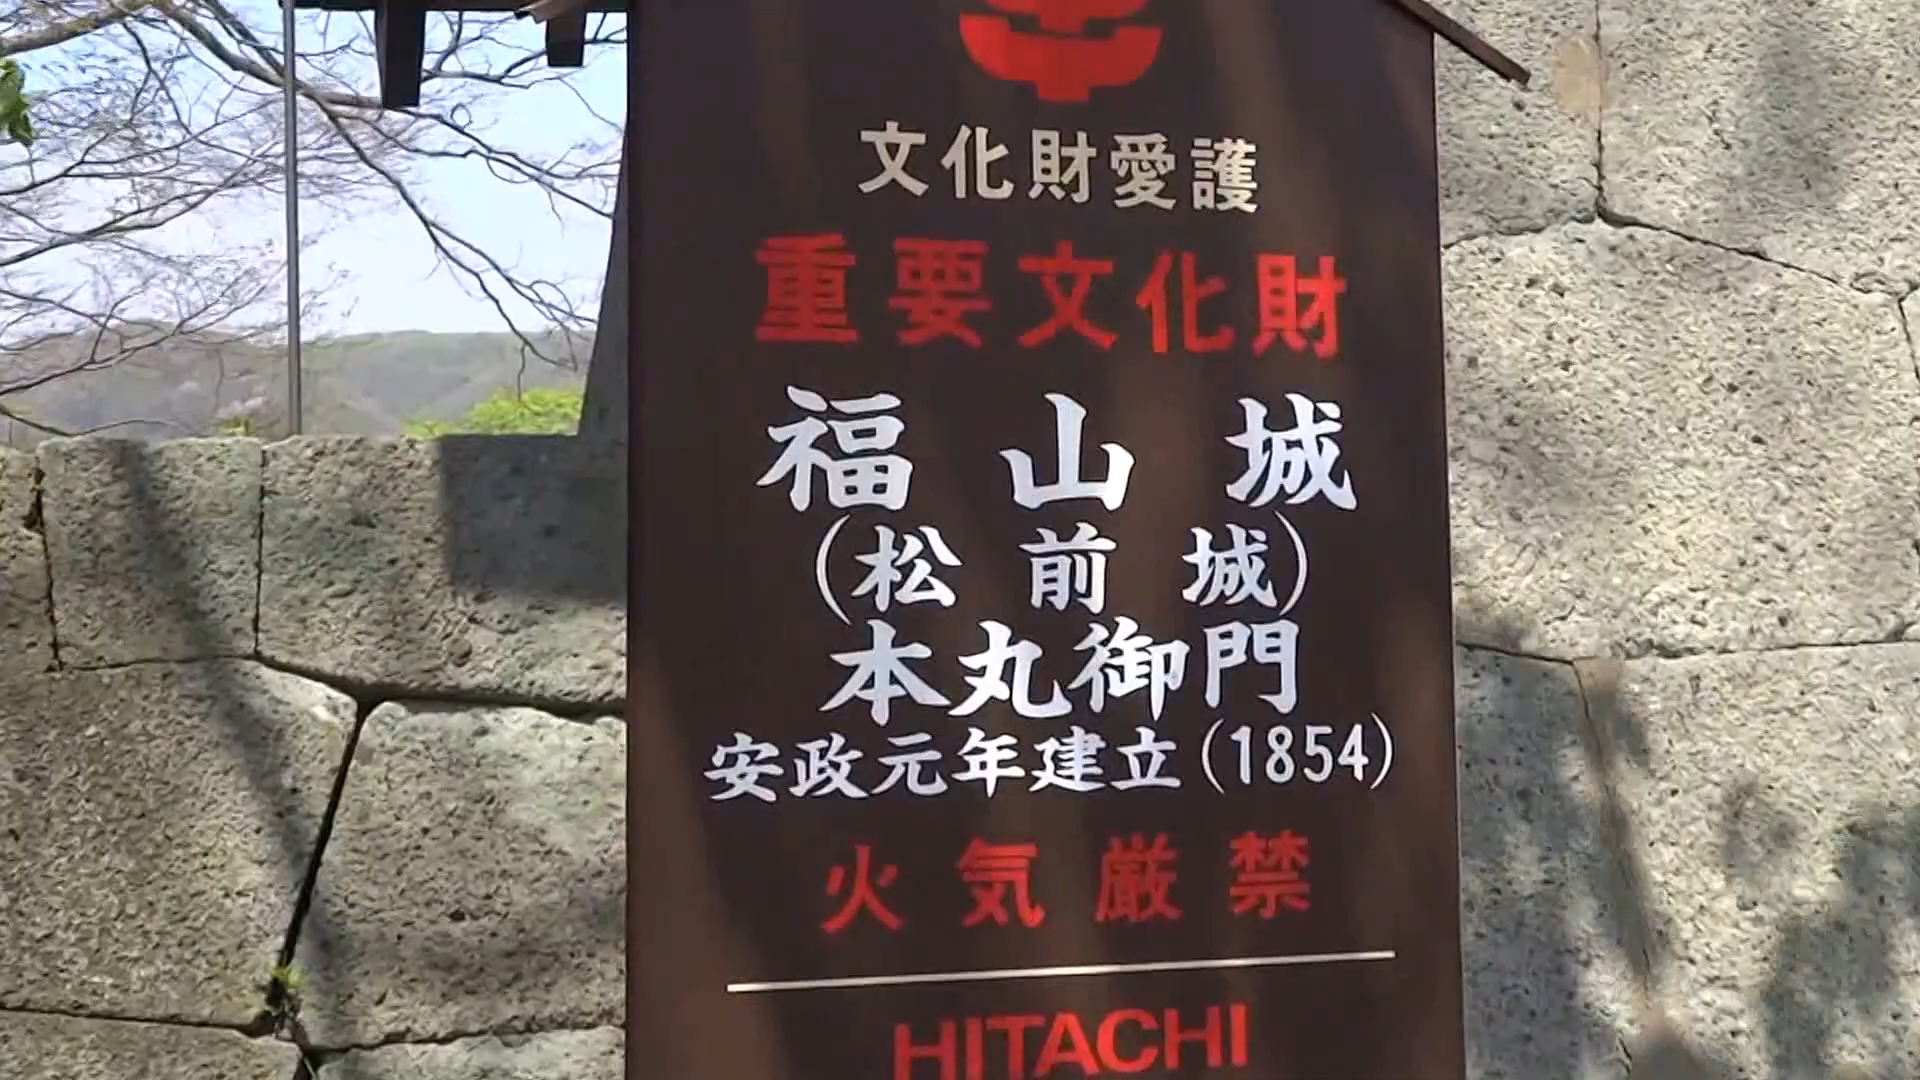 文化財愛護
重要文化財
福山城
(松前城)
本丸御門
安政元年建立(1854)
火気厳禁
HITACHI